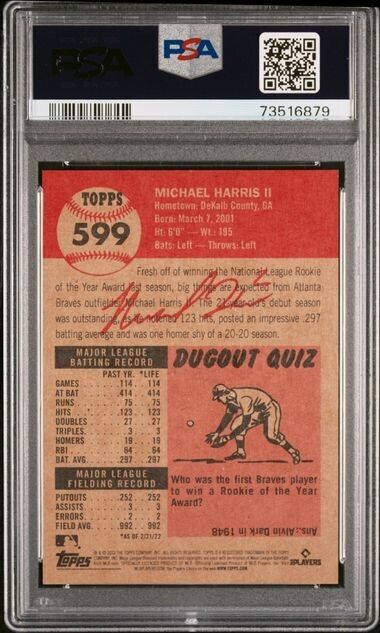 PSA
PSA
73516879
TOPPS
599
MICHAEL HARRIS II
Hometown: DeKalb County, GA
Born: March 7, 2001
Ht: 6'0" — Wt.: 195
Bats: Left — Throws: Left
Fresh off of winning the National League Rookie
of the Year Award last season, big things are expected from Atlanta
Braves outfielder Michael Harris II. The 21-year-old's debut season
was outstanding, as he notched 123 hits, posted an impressive .297
batting average and was one homer shy of a 20-20 season.
MAJOR LEAGUE
BATTING RECORD
PAST YR. *LIFE
GAMES 114 114
AT BAT 414 414
RUNS 75 75
HITS 123 123
DOUBLES 27 27
TRIPLES 3 3
HOMERS 19 19
RBI 64 64
BAT. AVG. .297 .297
MAJOR LEAGUE
FIELDING RECORD
PUTOUTS 252 252
ASSISTS 3 3
ERRORS 2 2
FIELD AVG. .992 .992
DUGOUT QUIZ
Who was the first Braves player
to win a Rookie of the Year
Award?
Ans.: Alvin Dark in 1948
Topps
PLAYERS